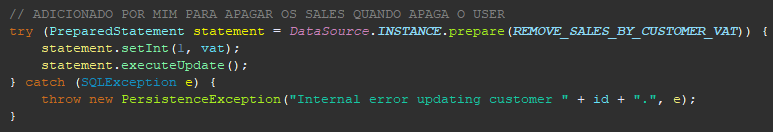 // ADICIONADO POR MIM PARA APAGAR OS SALES QUANDO APAGA O USER
try (PreparedStatement statement = DataSource.INSTANCE.prepare(REMOVE_SALES_BY_CUSTOMER_VAT)) {
    statement.setInt(1, vat);
    statement.executeUpdate();
} catch (SQLException e) {
    throw new PersistenceException("Internal error updating customer " + id + ".", e);
}